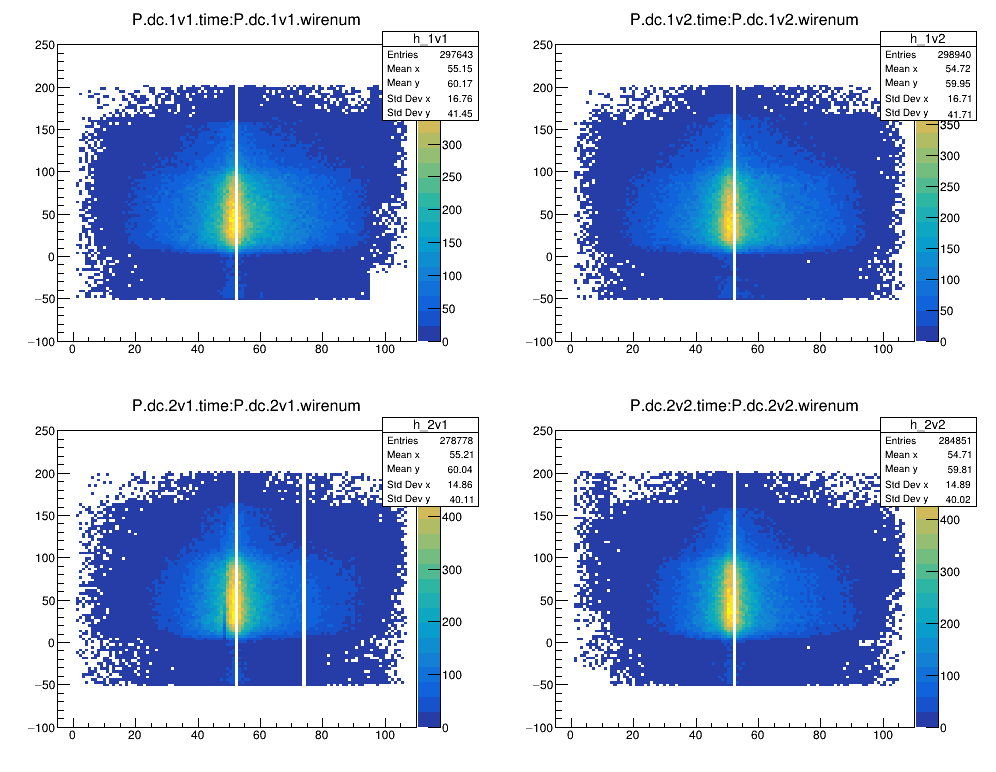 P.dc.1v1.time:P.dc.1v1.wirenum
h_1v1
Entries 297643
Mean x 55.15
Mean y 60.17
Std Dev x 16.76
Std Dev y 41.45
250
200
150
100
50
0
−50
−100
0 20 40 60 80 100
300
250
200
150
100
50
0
P.dc.1v2.time:P.dc.1v2.wirenum
h_1v2
Entries 298940
Mean x 54.72
Mean y 59.95
Std Dev x 16.71
Std Dev y 41.71
250
200
150
100
50
0
−50
−100
0 20 40 60 80 100
350
300
250
200
150
100
50
0
P.dc.2v1.time:P.dc.2v1.wirenum
h_2v1
Entries 278778
Mean x 55.21
Mean y 60.04
Std Dev x 14.86
Std Dev y 40.11
250
200
150
100
50
0
−50
−100
0 20 40 60 80 100
400
300
200
100
0
P.dc.2v2.time:P.dc.2v2.wirenum
h_2v2
Entries 284851
Mean x 54.71
Mean y 59.81
Std Dev x 14.89
Std Dev y 40.02
250
200
150
100
50
0
−50
−100
0 20 40 60 80 100
400
300
200
100
0